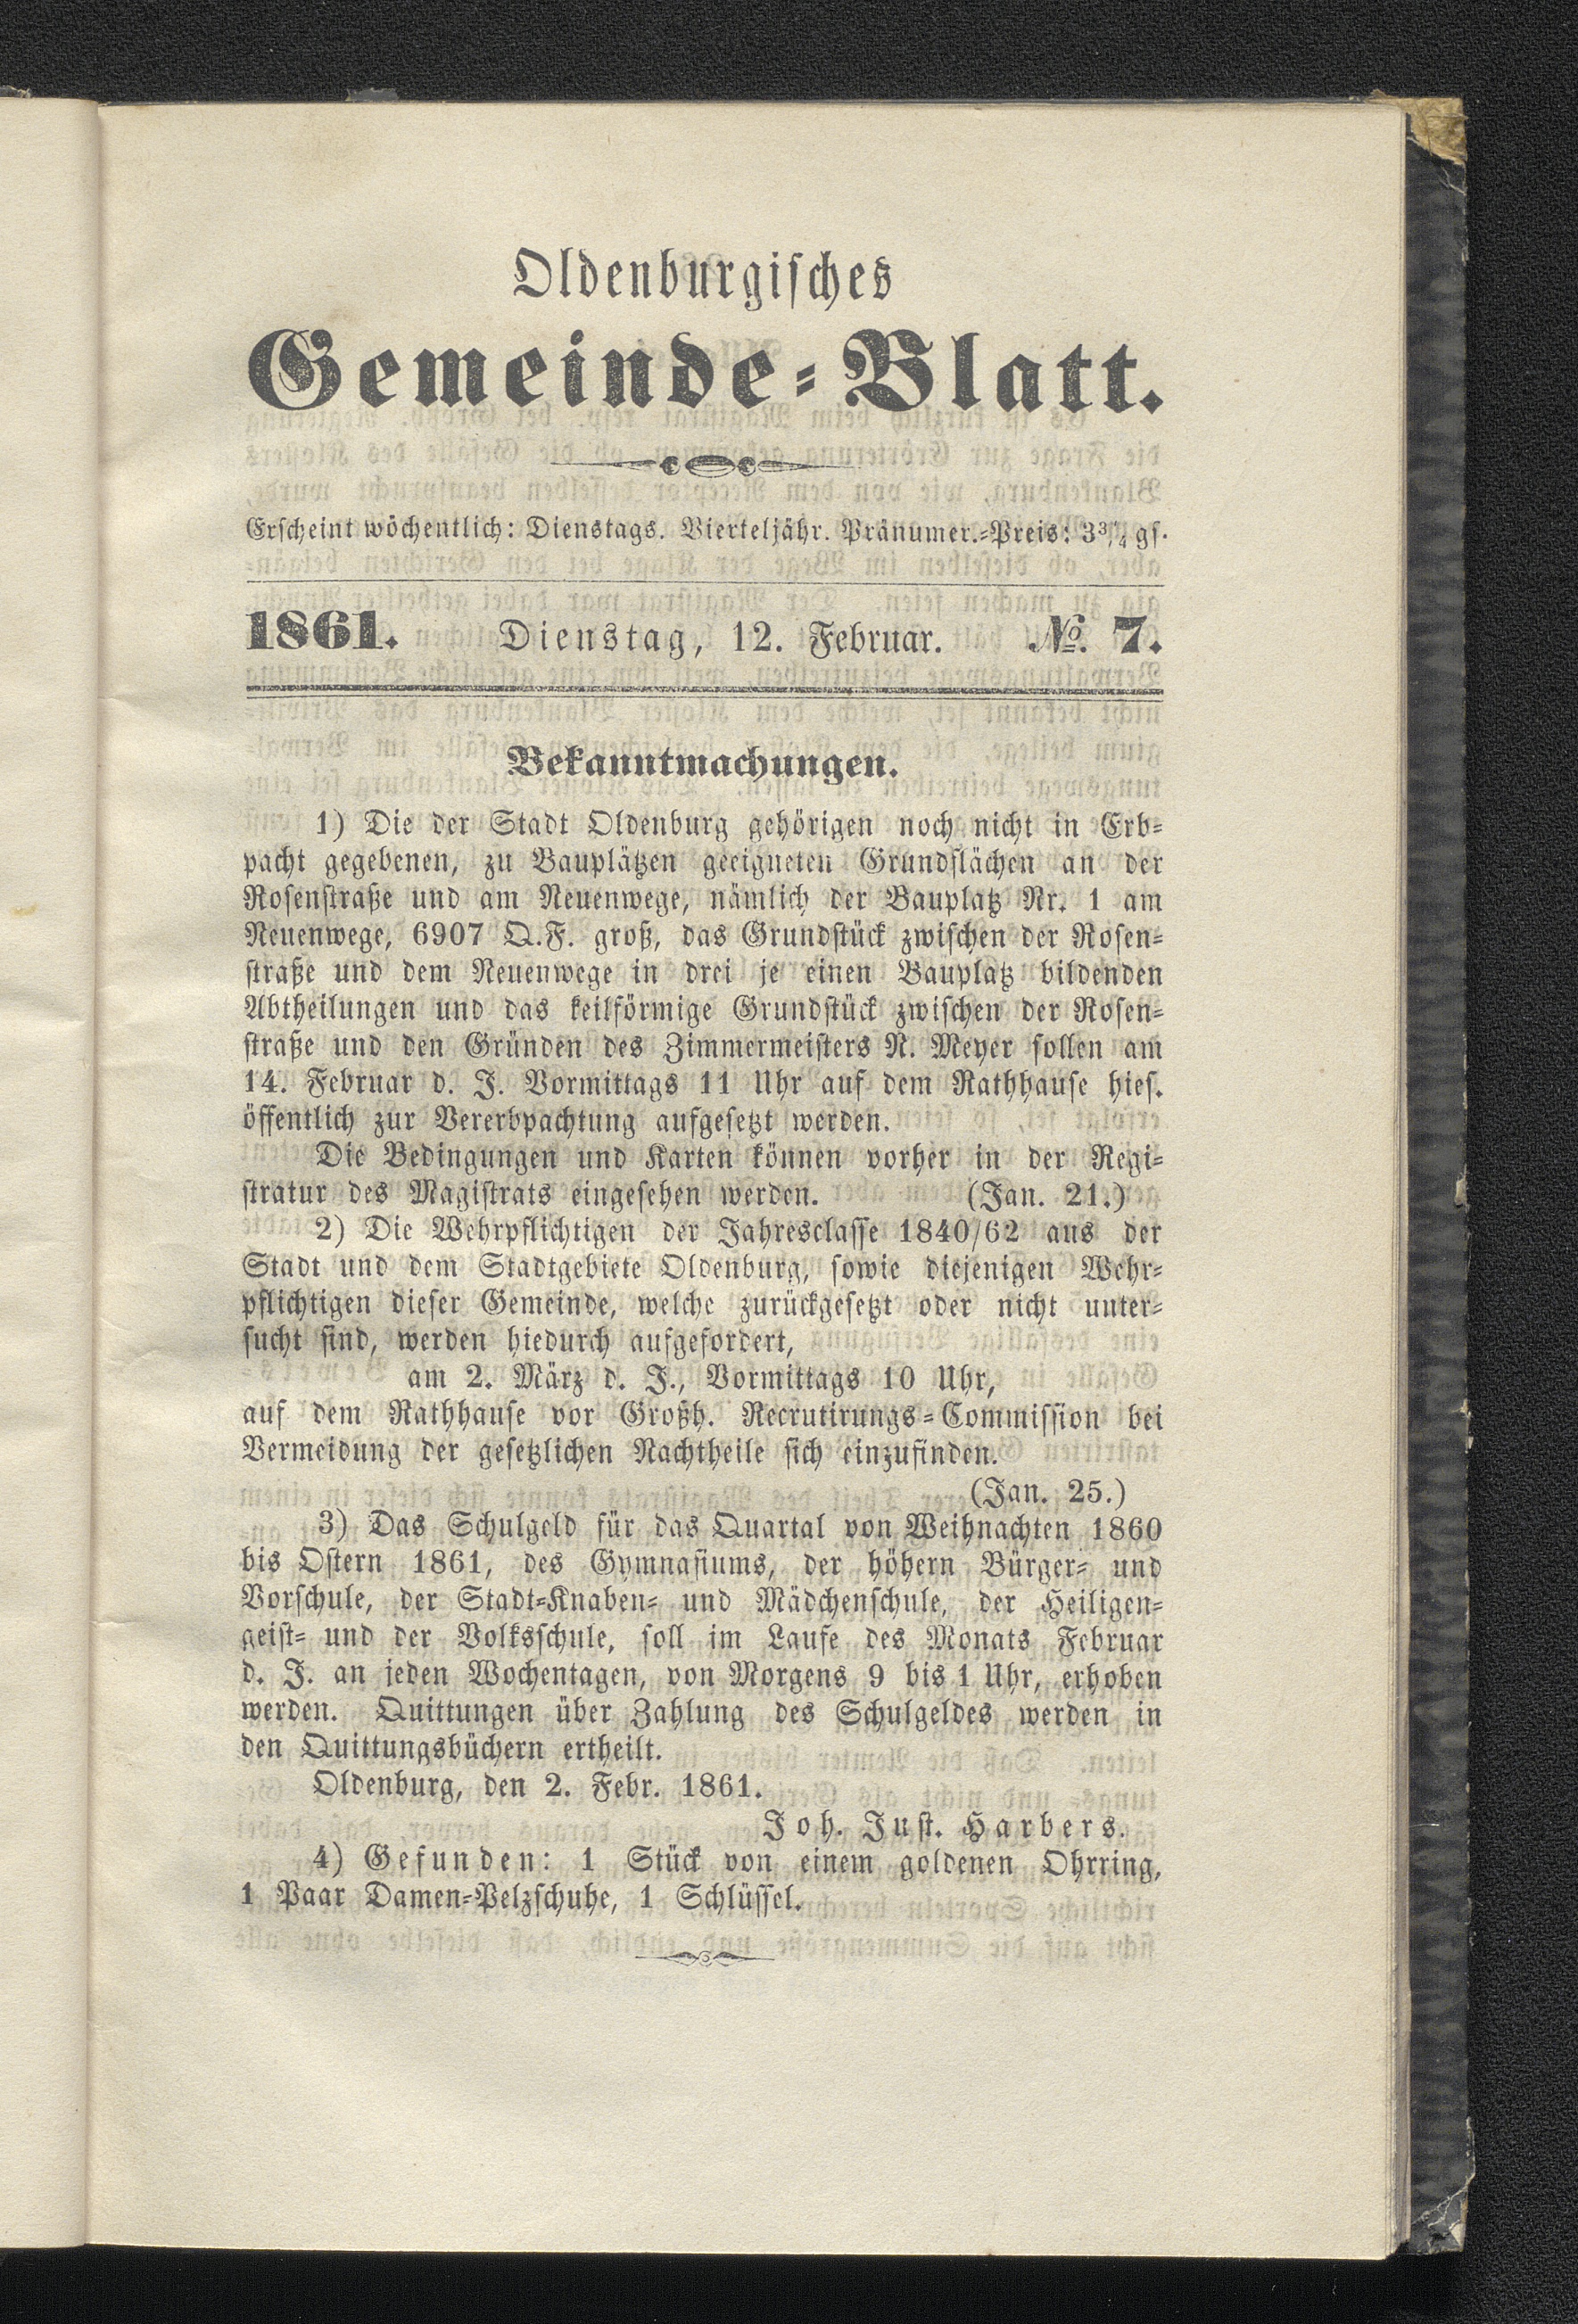 Oldenburgisches
Gemeinde-Blatt.
Erscheint wöchentlich: Dienstags. Vierteljähr. Pränumer.-Preis: 3³/₄ gs.
1861. Dienstag, 12. Februar. №. 7.
Bekanntmachungen.
1) Die der Stadt Oldenburg gehörigen noch nicht in Erb-
pacht gegebenen, zu Bauplätzen geeigneten Grundflächen an der
Rosenstraße und am Neuenwege, nämlich der Bauplatz Nr. 1 am
Neuenwege, 6907 Q.F. groß, das Grundstück zwischen der Rosen-
straße und dem Neuenwege in drei je einen Bauplatz bildenden
Abtheilungen und das keilförmige Grundstück zwischen der Rosen-
straße und den Gründen des Zimmermeisters N. Meyer sollen am
14. Februar d. J. Vormittags 11 Uhr auf dem Rathhause hies.
öffentlich zur Vererbpachtung aufgesetzt werden.
Die Bedingungen und Karten können vorher in der Regi-
stratur des Magistrats eingesehen werden. (Jan. 21.)
2) Die Wehrpflichtigen der Jahresclasse 1840/62 aus der
Stadt und dem Stadtgebiete Oldenburg, sowie diejenigen Wehr-
pflichtigen dieser Gemeinde, welche zurückgesetzt oder nicht unter-
sucht sind, werden hiedurch aufgefordert,
am 2. März d. J., Vormittags 10 Uhr,
auf dem Rathhause vor Großh. Recrutirungs-Commission bei
Vermeidung der gesetzlichen Nachtheile sich einzufinden.
(Jan. 25.)
3) Das Schulgeld für das Quartal von Weihnachten 1860
bis Ostern 1861, des Gymnasiums, der höhern Bürger- und
Vorschule, der Stadt-Knaben- und Mädchenschule, der Heiligen-
geist- und der Volksschule, soll im Laufe des Monats Februar
d. J. an jeden Wochentagen, von Morgens 9 bis 1 Uhr, erhoben
werden. Quittungen über Zahlung des Schulgeldes werden in
den Quittungsbüchern ertheilt.
Oldenburg, den 2. Febr. 1861.
Joh. Just. Harbers.
4) Gefunden: 1 Stück von einem goldenen Ohrring,
1 Paar Damen-Pelzschuhe, 1 Schlüssel.